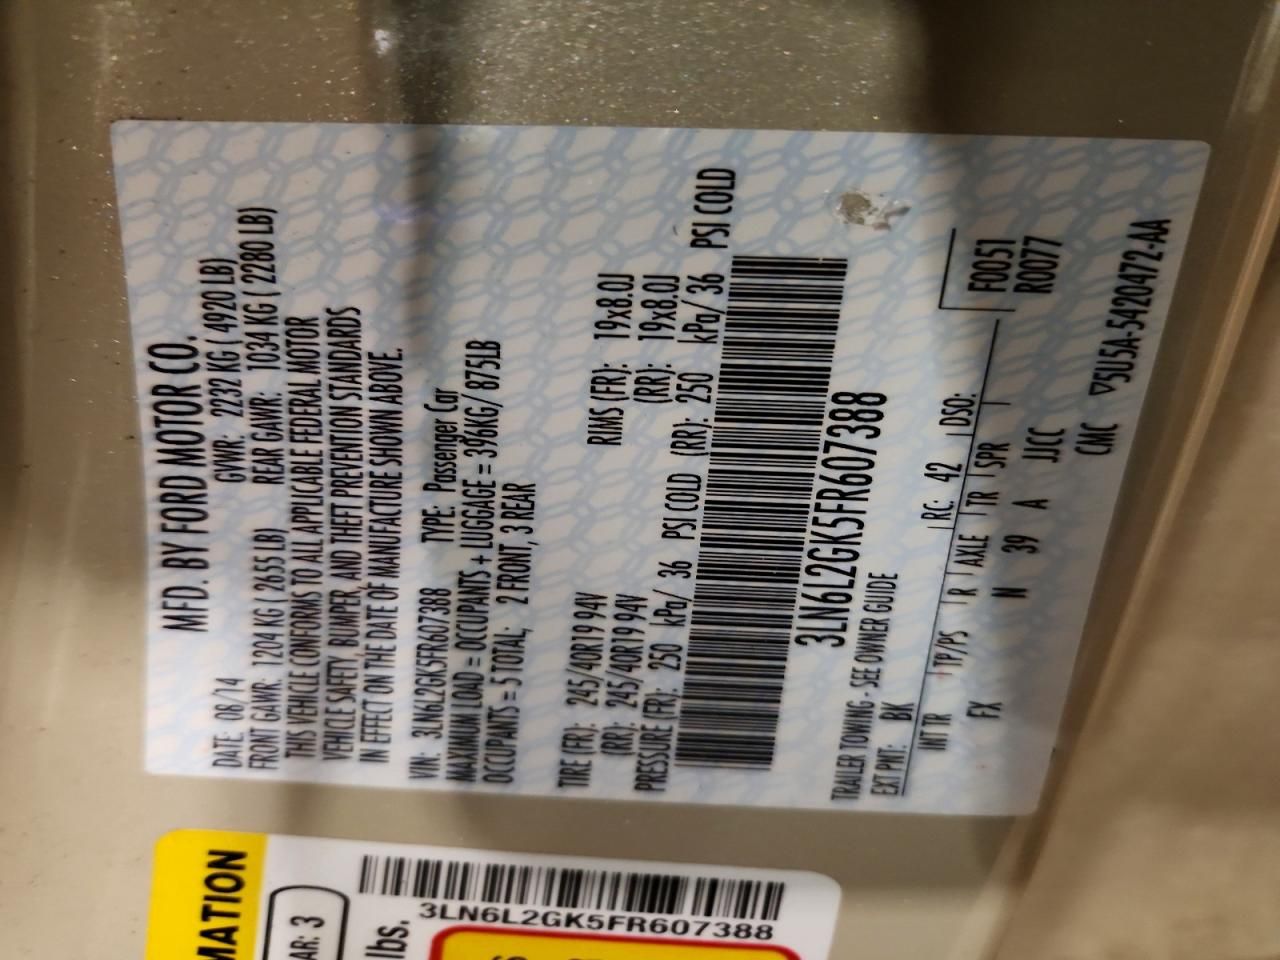 MFD. BY FORD MOTOR CO.
DATE: 08/14 GVWR: 2232 KG ( 4920 LB)
FRONT GAWR: 1204 KG ( 2655 LB) REAR GAWR: 1034 KG ( 2280 LB)
THIS VEHICLE CONFORMS TO ALL APPLICABLE FEDERAL MOTOR
VEHICLE SAFETY, BUMPER, AND THEFT PREVENTION STANDARDS
IN EFFECT ON THE DATE OF MANUFACTURE SHOWN ABOVE.
VIN: 3LN6L2GK5FR607388 TYPE: Passenger Car
MAXIMUM LOAD = OCCUPANTS + LUGGAGE = 396KG/ 875LB
OCCUPANTS = 5 TOTAL; 2 FRONT, 3 REAR
TIRE (FR): 245/40R19 94V RIMS (FR): 19x8.0J
(RR): 245/40R19 94V (RR): 19x8.0J
PRESSURE (FR): 250 kPa/ 36 PSI COLD (RR): 250 kPa/ 36 PSI COLD
3LN6L2GK5FR607388
TRAILER TOWING - SEE OWNER GUIDE
EXT PNT: BK RC: 42 DSO: F0051
R0077
INT TR TP/PS R AXLE TR SPR
FX N 39 A JJCC
CMC ▽5U5A-5420472-AA
MATION
AR: 3
lbs.
3LN6L2GK5FR607388